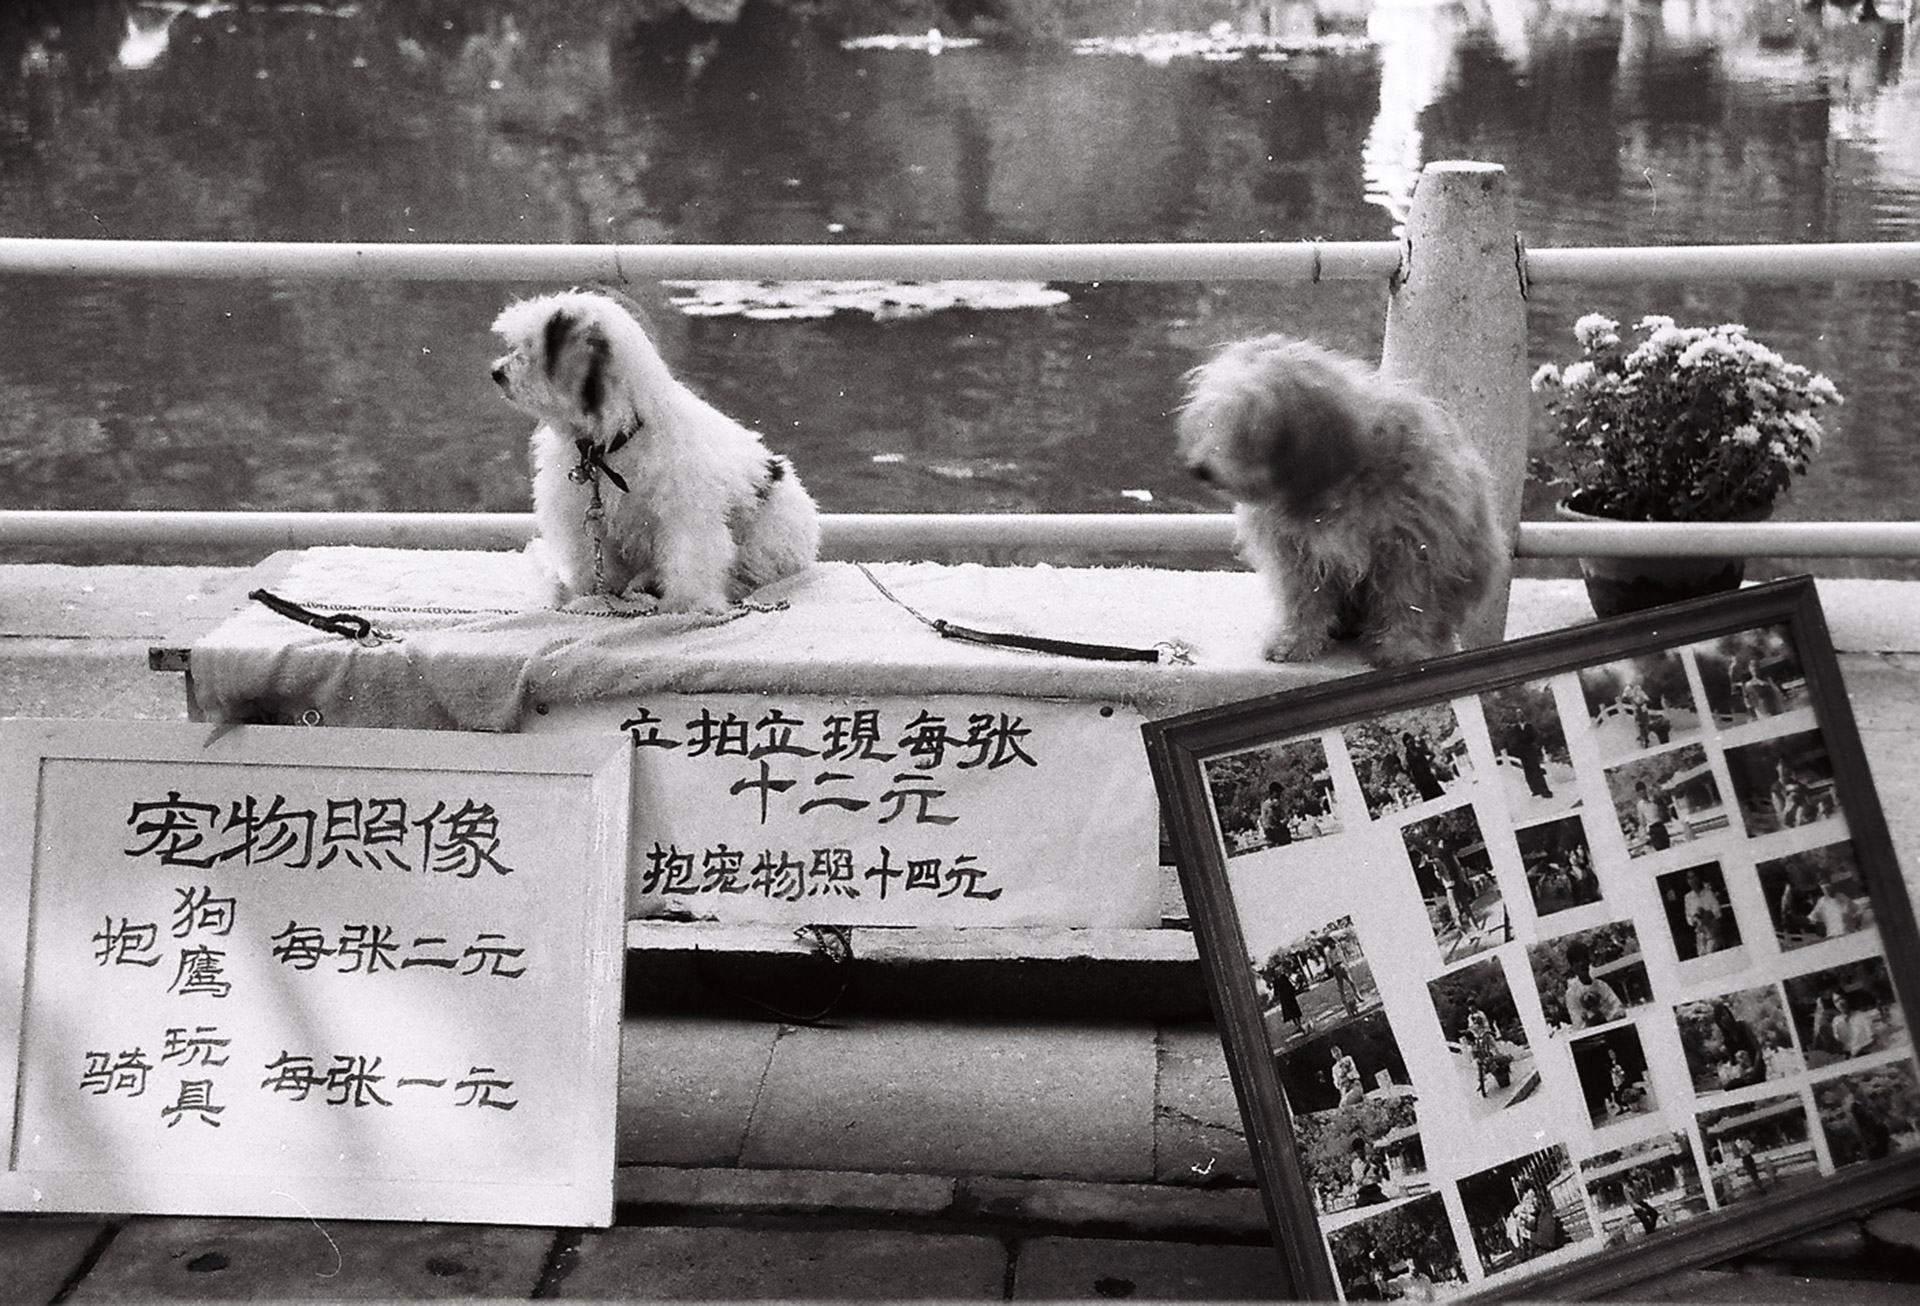 宠物照像
抱狗鹰 每张二元
骑玩具 每张一元
立拍立現每张
十二元
抱宠物照十四元